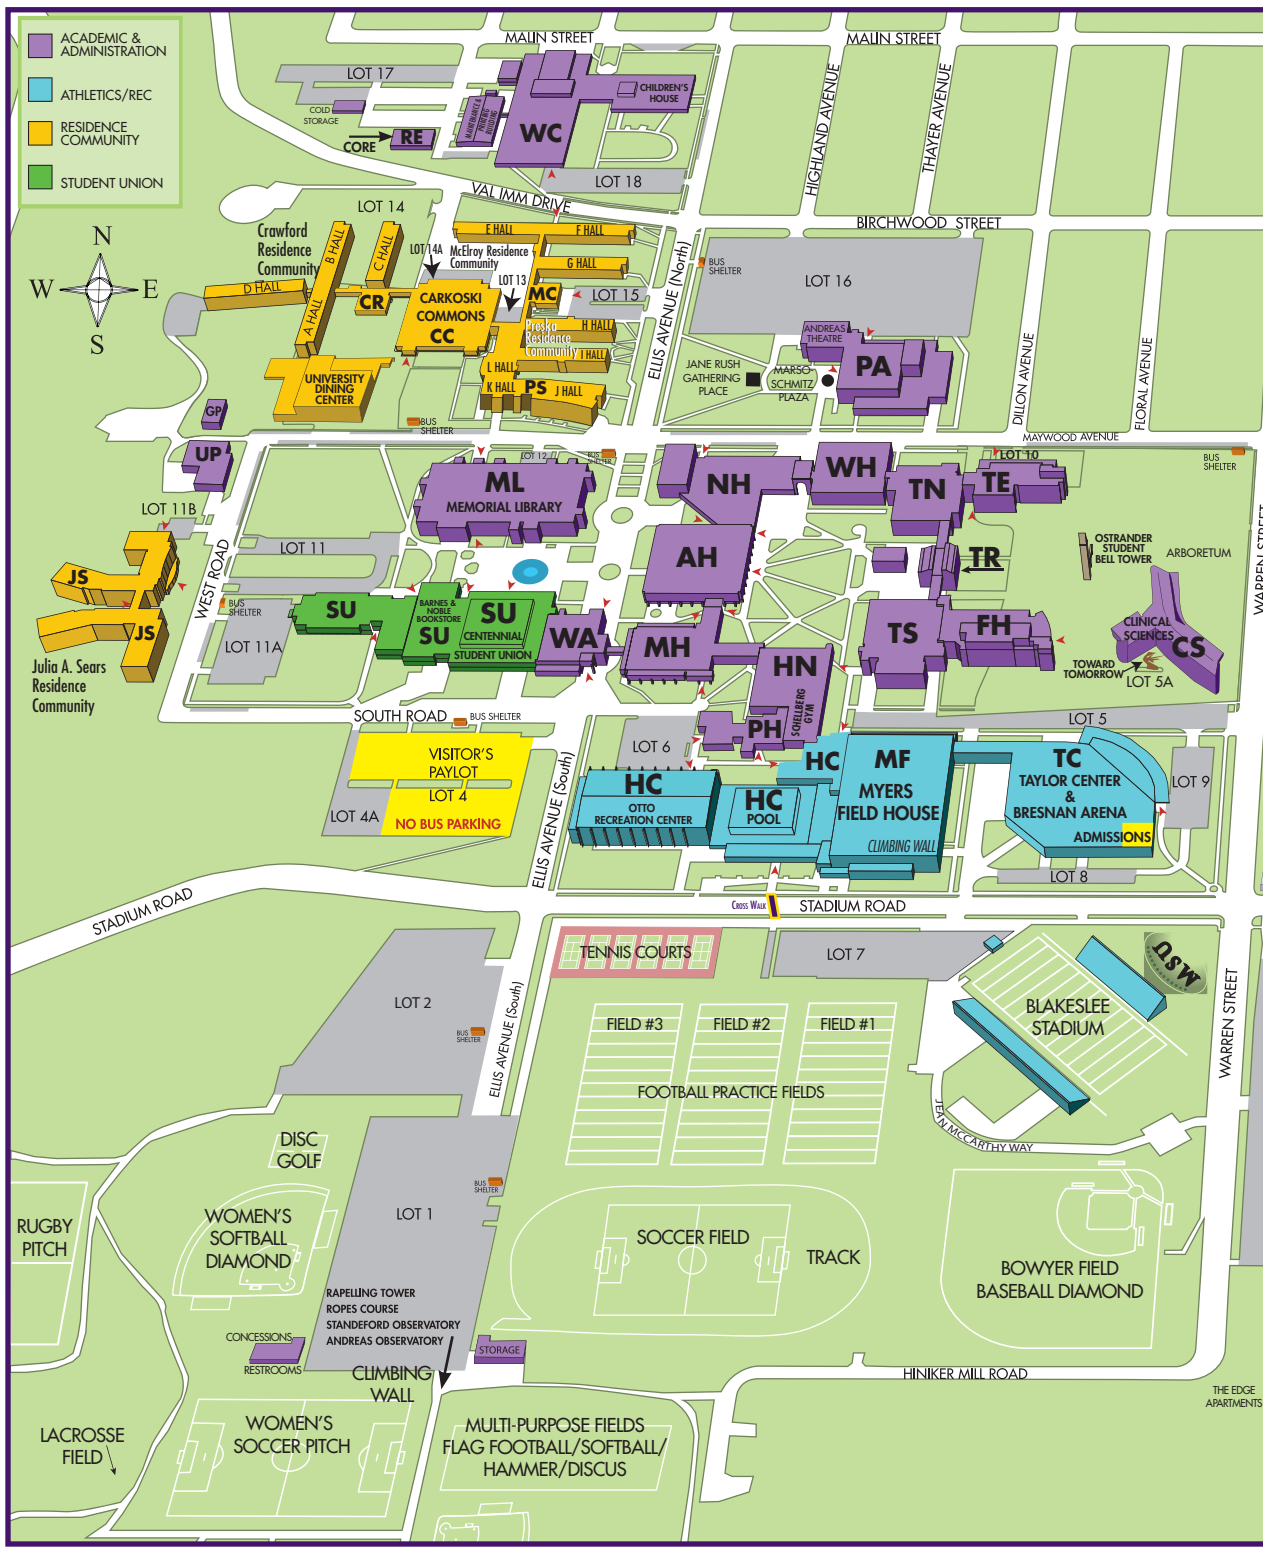 ACADEMIC &
ADMINISTRATION
ATHLETICS/REC
RESIDENCE
COMMUNITY
STUDENT UNION
MALIN STREET
MALIN STREET
LOT 17
COLD
STORAGE
CORE
RE
MAINTENANCE &
PRINTING
BUILDING
WC
CHILDREN'S
HOUSE
LOT 18
HIGHLAND AVENUE
THAYER AVENUE
VAL IMM DRIVE
BIRCHWOOD STREET
N
W
E
S
LOT 14
Crawford
Residence
Community
A HALL
B HALL
C HALL
D HALL
CR
LOT 14A
McElroy Residence
Community
E HALL
F HALL
G HALL
LOT 13
MC
LOT 15
H HALL
I HALL
Preska
Residence
Community
L HALL
K HALL
PS
J HALL
CARKOSKI
COMMONS
CC
UNIVERSITY
DINING
CENTER
BUS
SHELTER
ELLIS AVENUE (North)
BUS
SHELTER
LOT 16
ANDREAS
THEATRE
PA
JANE RUSH
GATHERING
PLACE
MARSO-
SCHMITZ
PLAZA
DILLON AVENUE
FLORAL AVENUE
MAYWOOD AVENUE
BUS
SHELTER
GP
UP
LOT 11B
LOT 11
WEST ROAD
ML
MEMORIAL LIBRARY
LOT 12
BUS
SHELTER
NH
WH
TN
TE
LOT 10
AH
TR
OSTRANDER
STUDENT
BELL TOWER
ARBORETUM
WARREN STREET
JS
JS
Julia A. Sears
Residence
Community
BUS
SHELTER
LOT 11A
SU
BARNES &
NOBLE
BOOKSTORE
SU
SU
CENTENNIAL
STUDENT UNION
WA
MH
HN
SCHELLBERG
GYM
PH
TS
FH
CLINICAL
SCIENCES
CS
TOWARD
TOMORROW
LOT 5A
SOUTH ROAD
BUS SHELTER
VISITOR'S
PAYLOT
LOT 4
NO BUS PARKING
LOT 4A
ELLIS AVENUE (South)
LOT 6
LOT 5
HC
OTTO
RECREATION CENTER
HC
POOL
HC
MF
MYERS
FIELD HOUSE
CLIMBING WALL
TC
TAYLOR CENTER
&
BRESNAN ARENA
ADMISSIONS
LOT 9
LOT 8
STADIUM ROAD
CROSS WALK
STADIUM ROAD
TENNIS COURTS
LOT 7
MSU
BLAKESLEE
STADIUM
WARREN STREET
LOT 2
BUS
SHELTER
ELLIS AVENUE (South)
FIELD #3
FIELD #2
FIELD #1
FOOTBALL PRACTICE FIELDS
JEAN MCCARTHY WAY
DISC
GOLF
BUS
SHELTER
LOT 1
RUGBY
PITCH
WOMEN'S
SOFTBALL
DIAMOND
SOCCER FIELD
TRACK
BOWYER FIELD
BASEBALL DIAMOND
RAPELLING TOWER
ROPES COURSE
STANDEFORD OBSERVATORY
ANDREAS OBSERVATORY
CONCESSIONS
RESTROOMS
STORAGE
CLIMBING
WALL
HINIKER MILL ROAD
THE EDGE
APARTMENTS
LACROSSE
FIELD
WOMEN'S
SOCCER PITCH
MULTI-PURPOSE FIELDS
FLAG FOOTBALL/SOFTBALL/
HAMMER/DISCUS